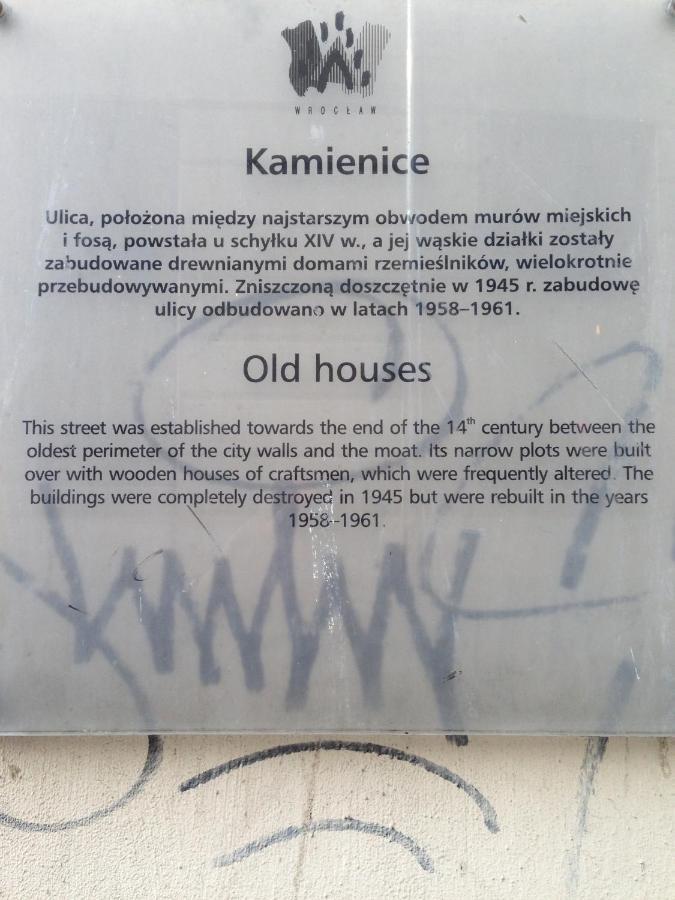 WROCŁAW
Kamienice
Ulica, położona między najstarszym obwodem murów miejskich
i fosą, powstała u schyłku XIV w., a jej wąskie działki zostały
zabudowane drewnianymi domami rzemieślników, wielokrotnie
przebudowywanymi. Zniszczoną doszczętnie w 1945 r. zabudowę
ulicy odbudowano w latach 1958–1961.
Old houses
This street was established towards the end of the 14th century between the
oldest perimeter of the city walls and the moat. Its narrow plots were built
over with wooden houses of craftsmen, which were frequently altered. The
buildings were completely destroyed in 1945 but were rebuilt in the years
1958–1961.